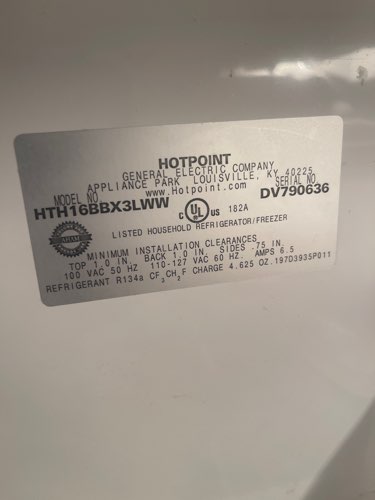 HOTPOINT
GENERAL ELECTRIC COMPANY
APPLIANCE PARK LOUISVILLE, KY 40225
MODEL NO. www.Hotpoint.com SERIAL NO.
HTH16BBX3LWW C UL US 182A DV790636
LISTED HOUSEHOLD REFRIGERATOR/FREEZER
AHAM
MINIMUM INSTALLATION CLEARANCES
TOP 1.0 IN. BACK 1.0 IN. SIDES .75 IN.
100 VAC 50 HZ 110-127 VAC 60 HZ. AMPS 6.5
REFRIGERANT R134a CF3CH2F CHARGE 4.625 OZ. 197D3935P011